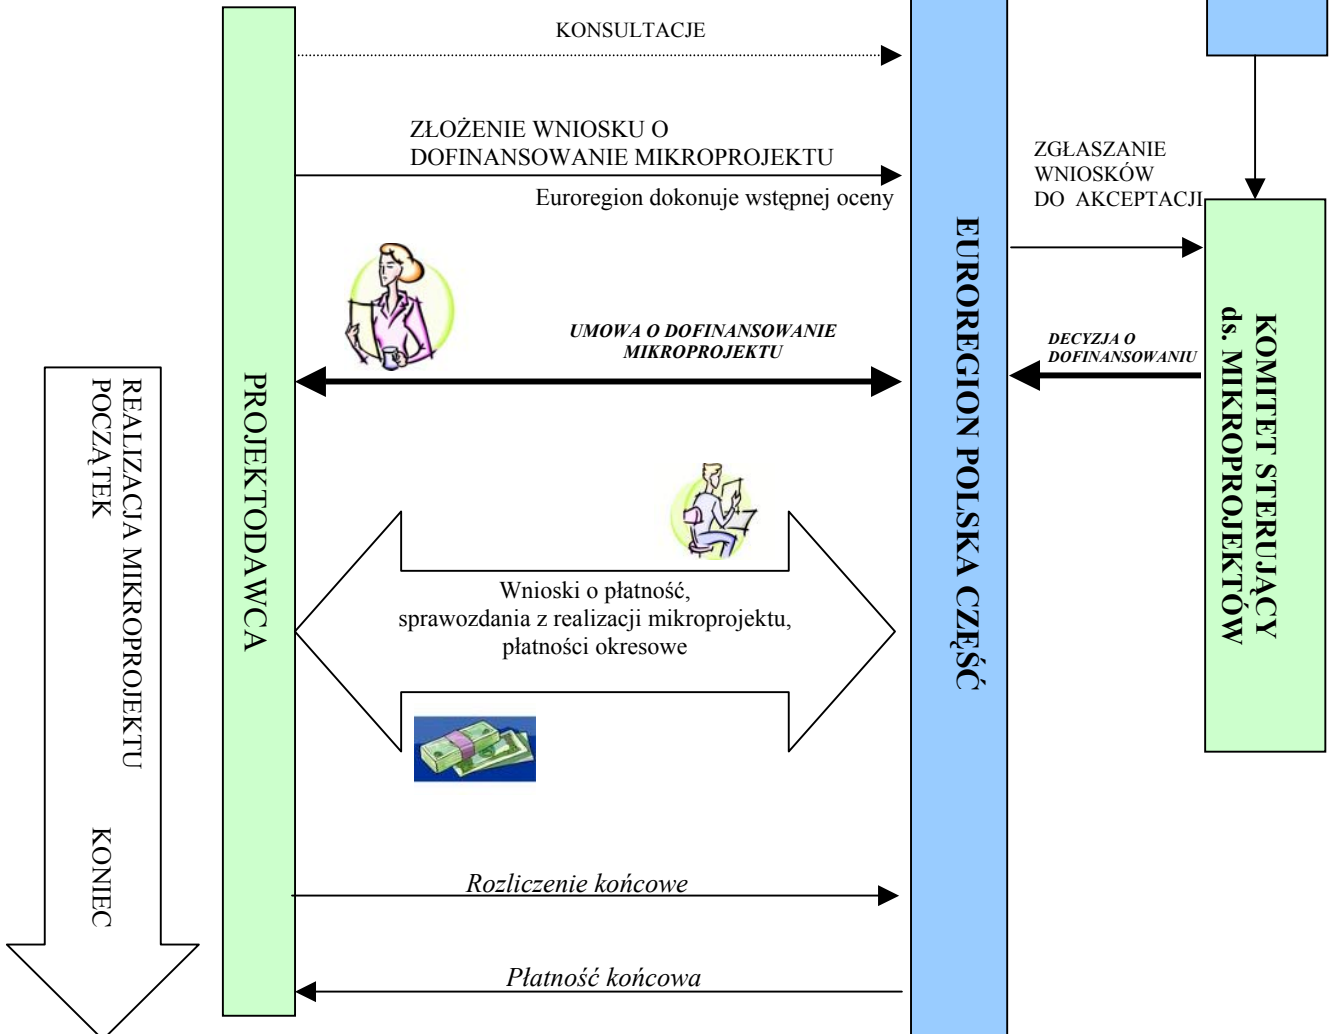 KONSULTACJE
ZŁOŻENIE WNIOSKU O
DOFINANSOWANIE MIKROPROJEKTU
Euroregion dokonuje wstępnej oceny
ZGŁASZANIE
WNIOSKÓW
DO AKCEPTACJI
UMOWA O DOFINANSOWANIE
MIKROPROJEKTU
DECYZJA O
DOFINANSOWANIU
REALIZACJA MIKROPROJEKTU
POCZĄTEK
KONIEC
PROJEKTODAWCA
EUROREGION POLSKA CZĘŚĆ
KOMITET STERUJĄCY
ds. MIKROPROJEKTÓW
Wnioski o płatność,
sprawozdania z realizacji mikroprojektu,
płatności okresowe
Rozliczenie końcowe
Płatność końcowa